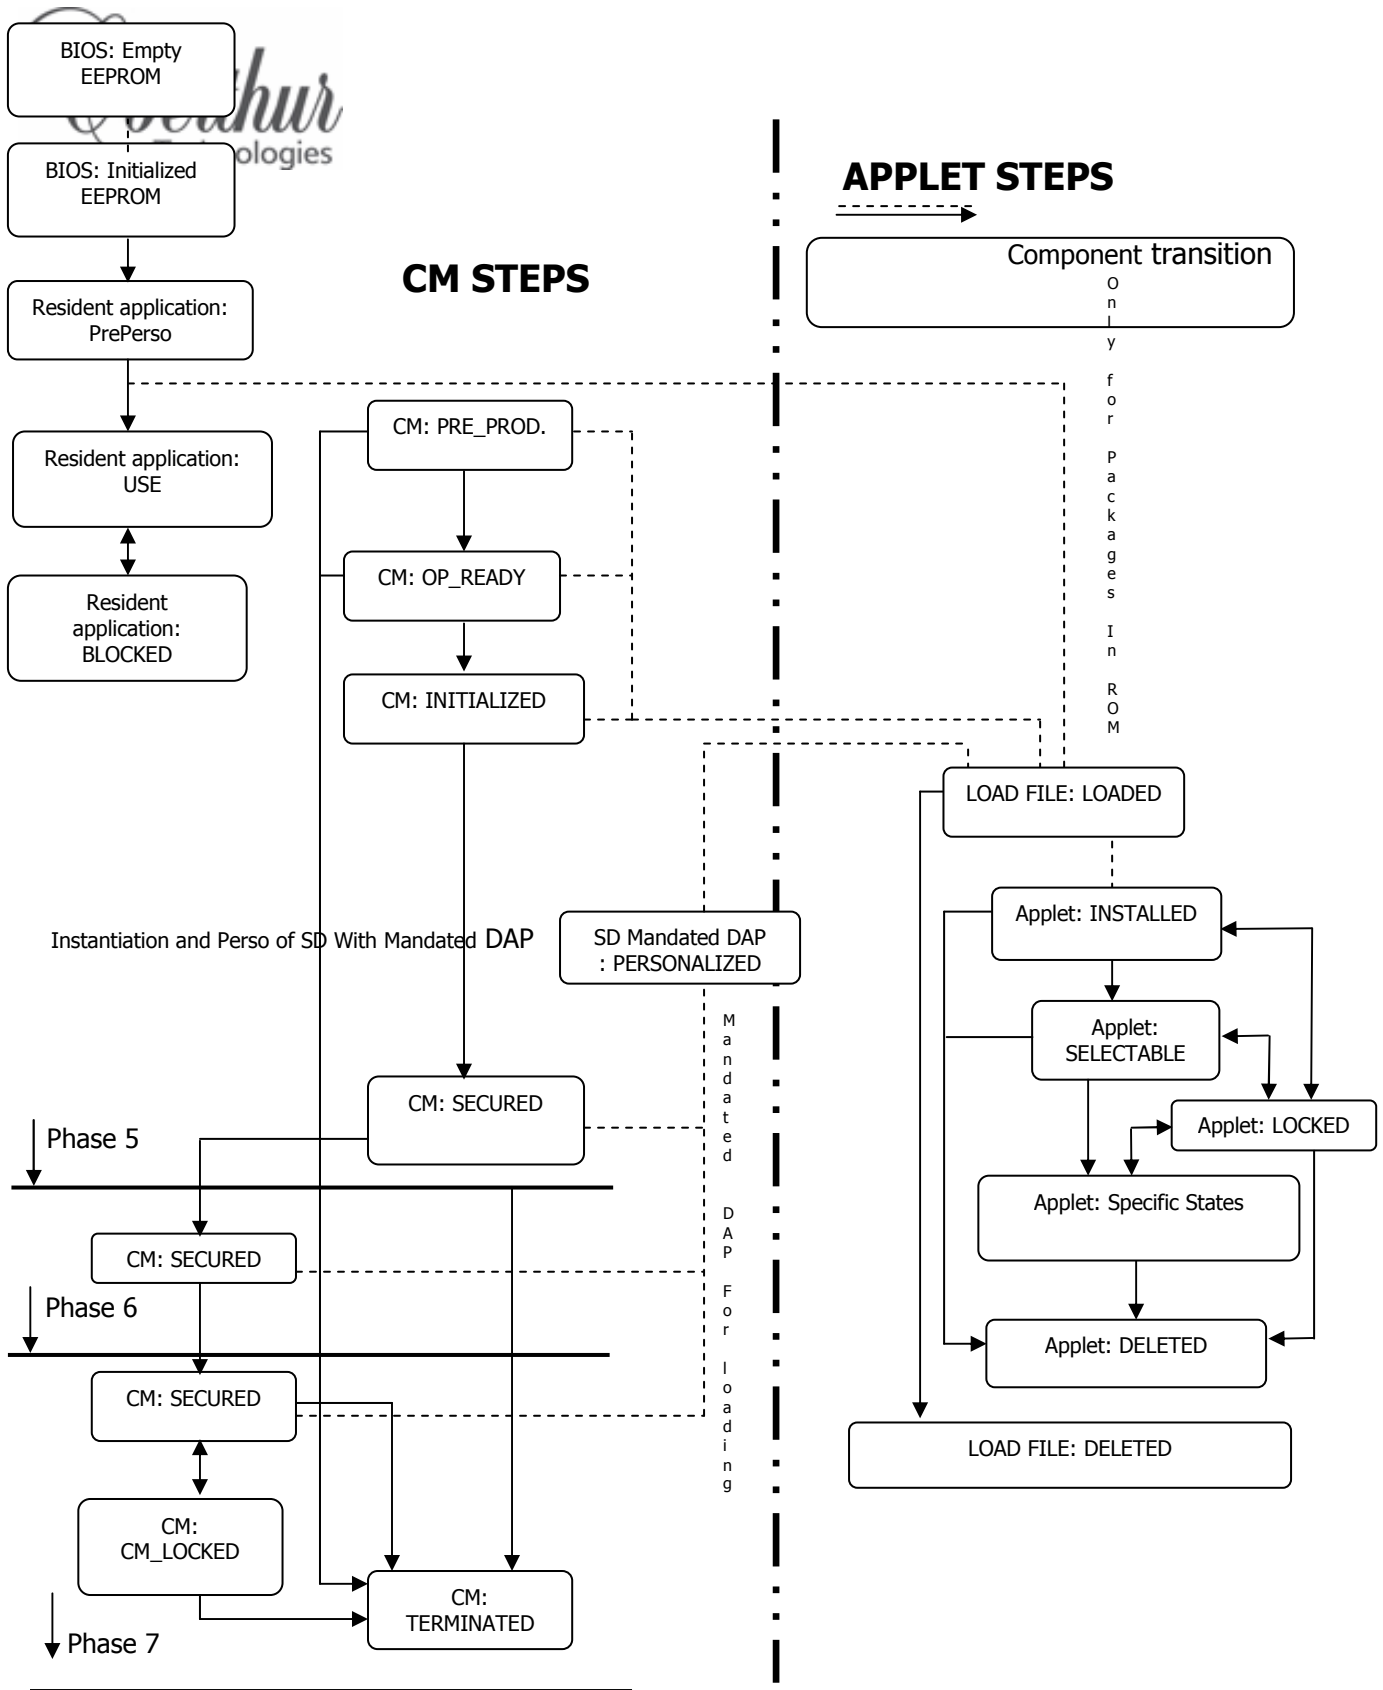 BIOS: Empty
EEPROM
BIOS: Initialized
EEPROM
ologies
APPLET STEPS
Component transition
CM STEPS
Only for Packages In ROM
Resident application:
PrePerso
CM: PRE_PROD.
Resident application:
USE
CM: OP_READY
Resident
application:
BLOCKED
CM: INITIALIZED
LOAD FILE: LOADED
Applet: INSTALLED
Instantiation and Perso of SD With Mandated DAP
SD Mandated DAP
: PERSONALIZED
Mandated DAP For loading
Applet:
SELECTABLE
CM: SECURED
Applet: LOCKED
Phase 5
Applet: Specific States
CM: SECURED
Phase 6
Applet: DELETED
CM: SECURED
LOAD FILE: DELETED
CM:
CM_LOCKED
CM:
TERMINATED
Phase 7